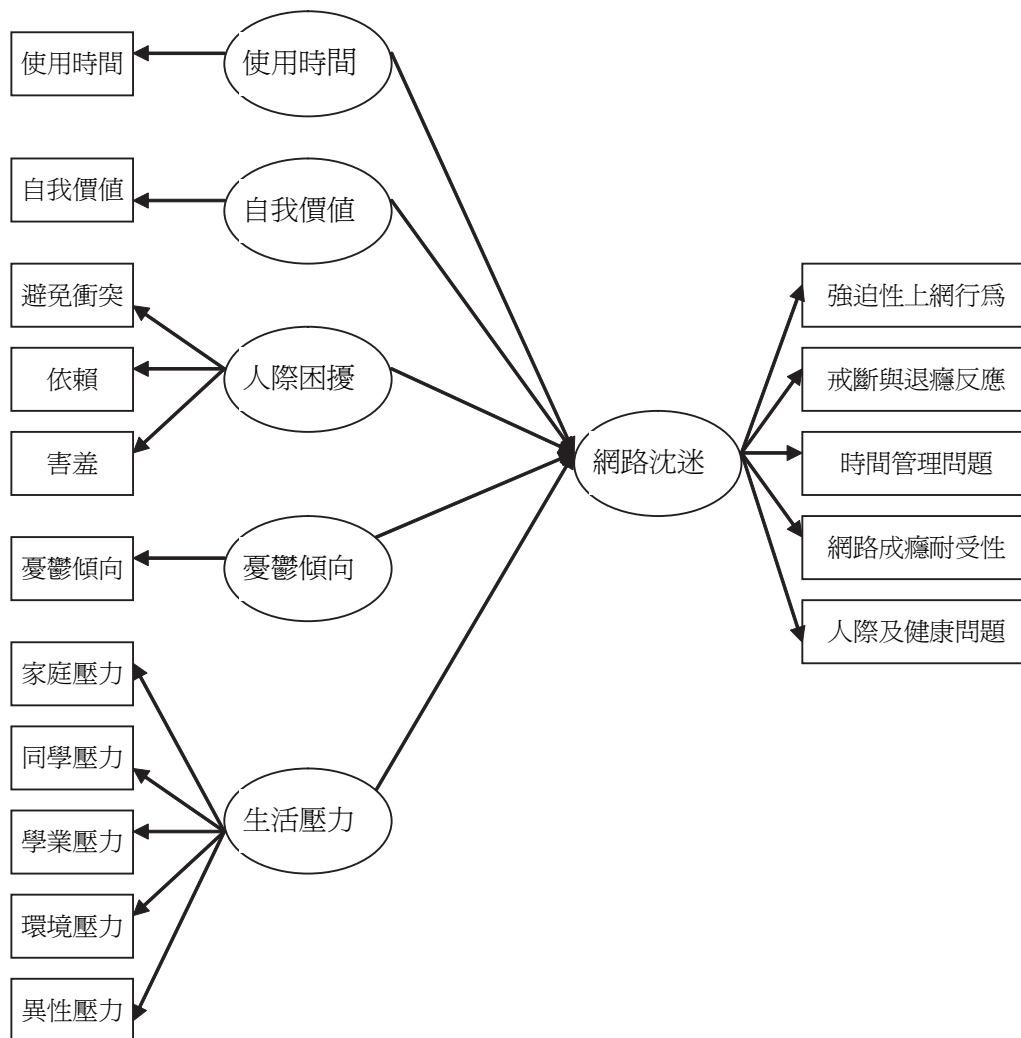 使用時間
使用時間
自我價值
自我價值
避免衝突
依賴
害羞
人際困擾
憂鬱傾向
憂鬱傾向
家庭壓力
同學壓力
學業壓力
環境壓力
異性壓力
生活壓力
網路沈迷
強迫性上網行爲
戒斷與退癮反應
時間管理問題
網路成癮耐受性
人際及健康問題